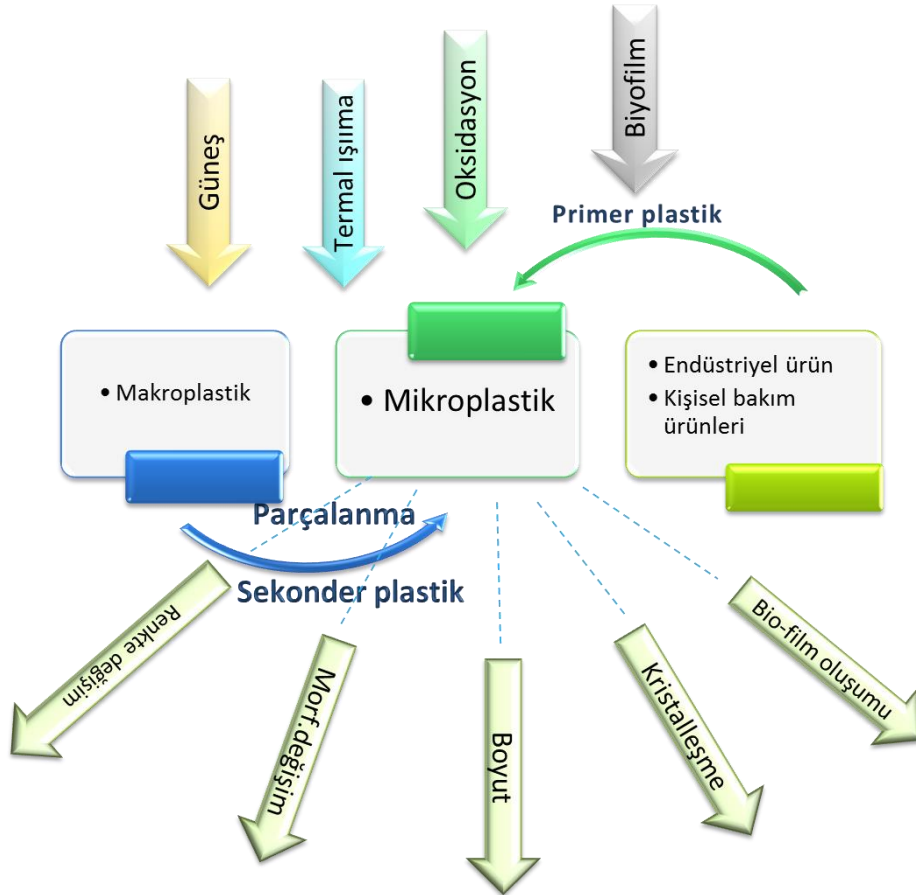 Güneş
Termal ışıima
Oksidasyon
Biyofilm
Primer plastik
• Makroplastik
• Mikroplastik
• Endüstriyel ürün
• Kişisel bakım
ürünleri
Parçalanma
Sekonder plastik
Renkte değişim
Morf.değişim
Boyut
Kristalleşme
Bio-film oluşumu